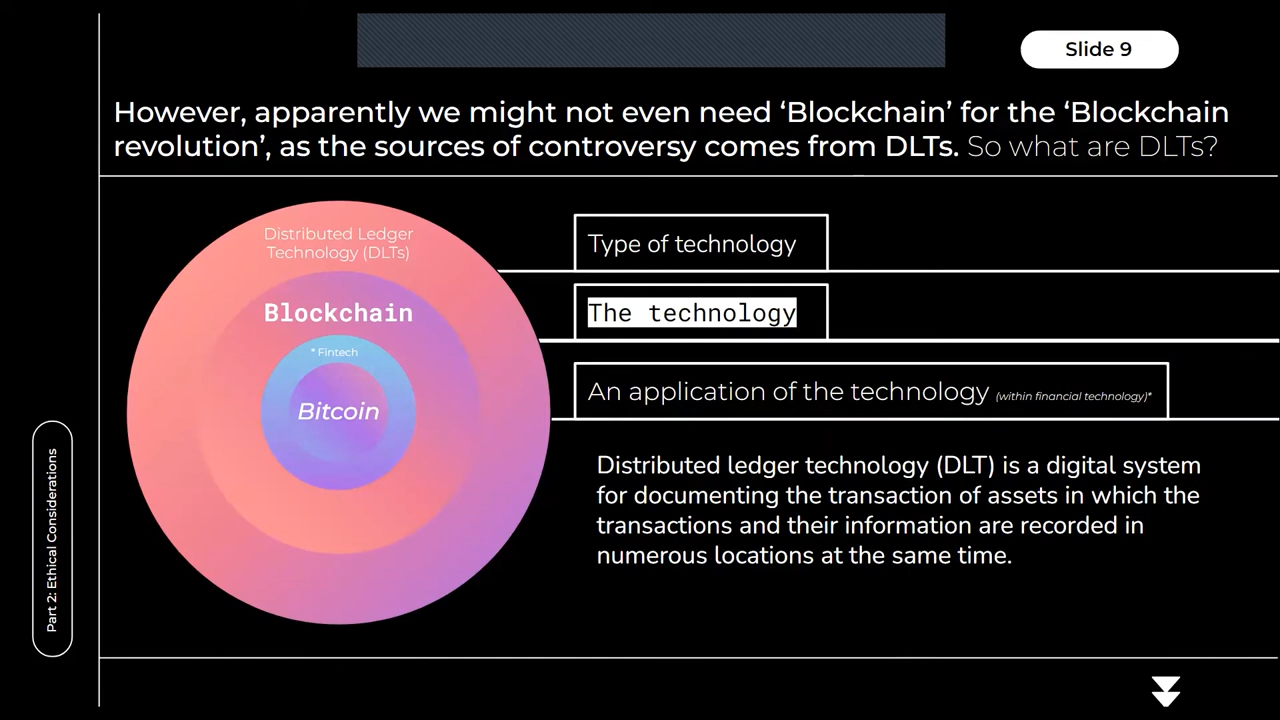 Slide 9
However, apparently we might not even need ‘Blockchain’ for the ‘Blockchain
revolution’, as the sources of controversy comes from DLTs. So what are DLTs?
Distributed Ledger
Technology (DLTs)
Blockchain
* Fintech
Bitcoin
Type of technology
The technology
An application of the technology (within financial technology)*
Distributed ledger technology (DLT) is a digital system
for documenting the transaction of assets in which the
transactions and their information are recorded in
numerous locations at the same time.
Part 2: Ethical Considerations